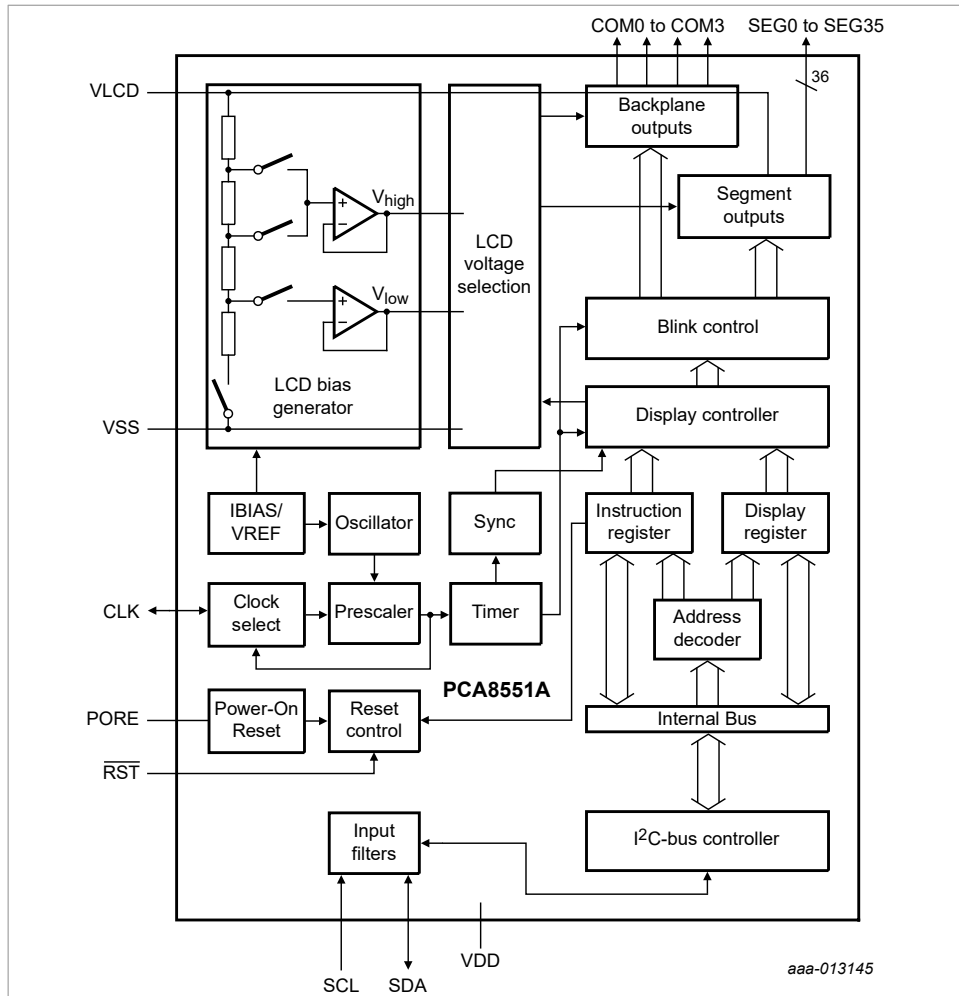 COM0 to COM3
SEG0 to SEG35
36
VLCD
Backplane
outputs
Vhigh
Segment
outputs
LCD
voltage
selection
Vlow
Blink control
LCD bias
generator
Display controller
VSS
IBIAS/
VREF
Oscillator
Sync
Instruction
register
Display
register
CLK
Clock
select
Prescaler
Timer
Address
decoder
PCA8551A
PORE
Power-On
Reset
Reset
control
Internal Bus
RST
Input
filters
I2C-bus controller
VDD
SCL
SDA
aaa-013145